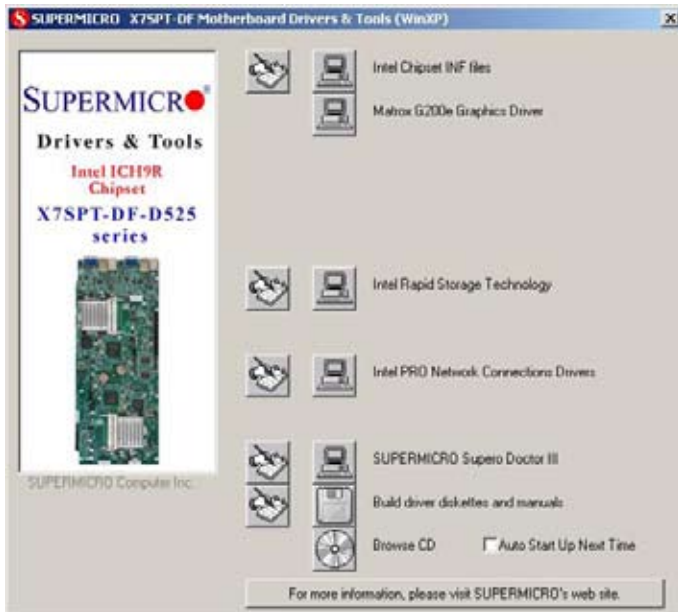 SUPERMICRO X7SPT-DF Motherboard Drivers & Tools (WinXP)
SUPERMICRO
Drivers & Tools
Intel ICH9R
Chipset
X7SPT-DF-D525
series
SUPERMICRO Computer Inc.
Intel Chipset INF files
Matrox G200e Graphics Driver
Intel Rapid Storage Technology
Intel PRO Network Connections Drivers
SUPERMICRO Supero Doctor III
Build driver diskettes and manuals
Browse CD
Auto Start Up Next Time
For more information, please visit SUPERMICRO's web site.